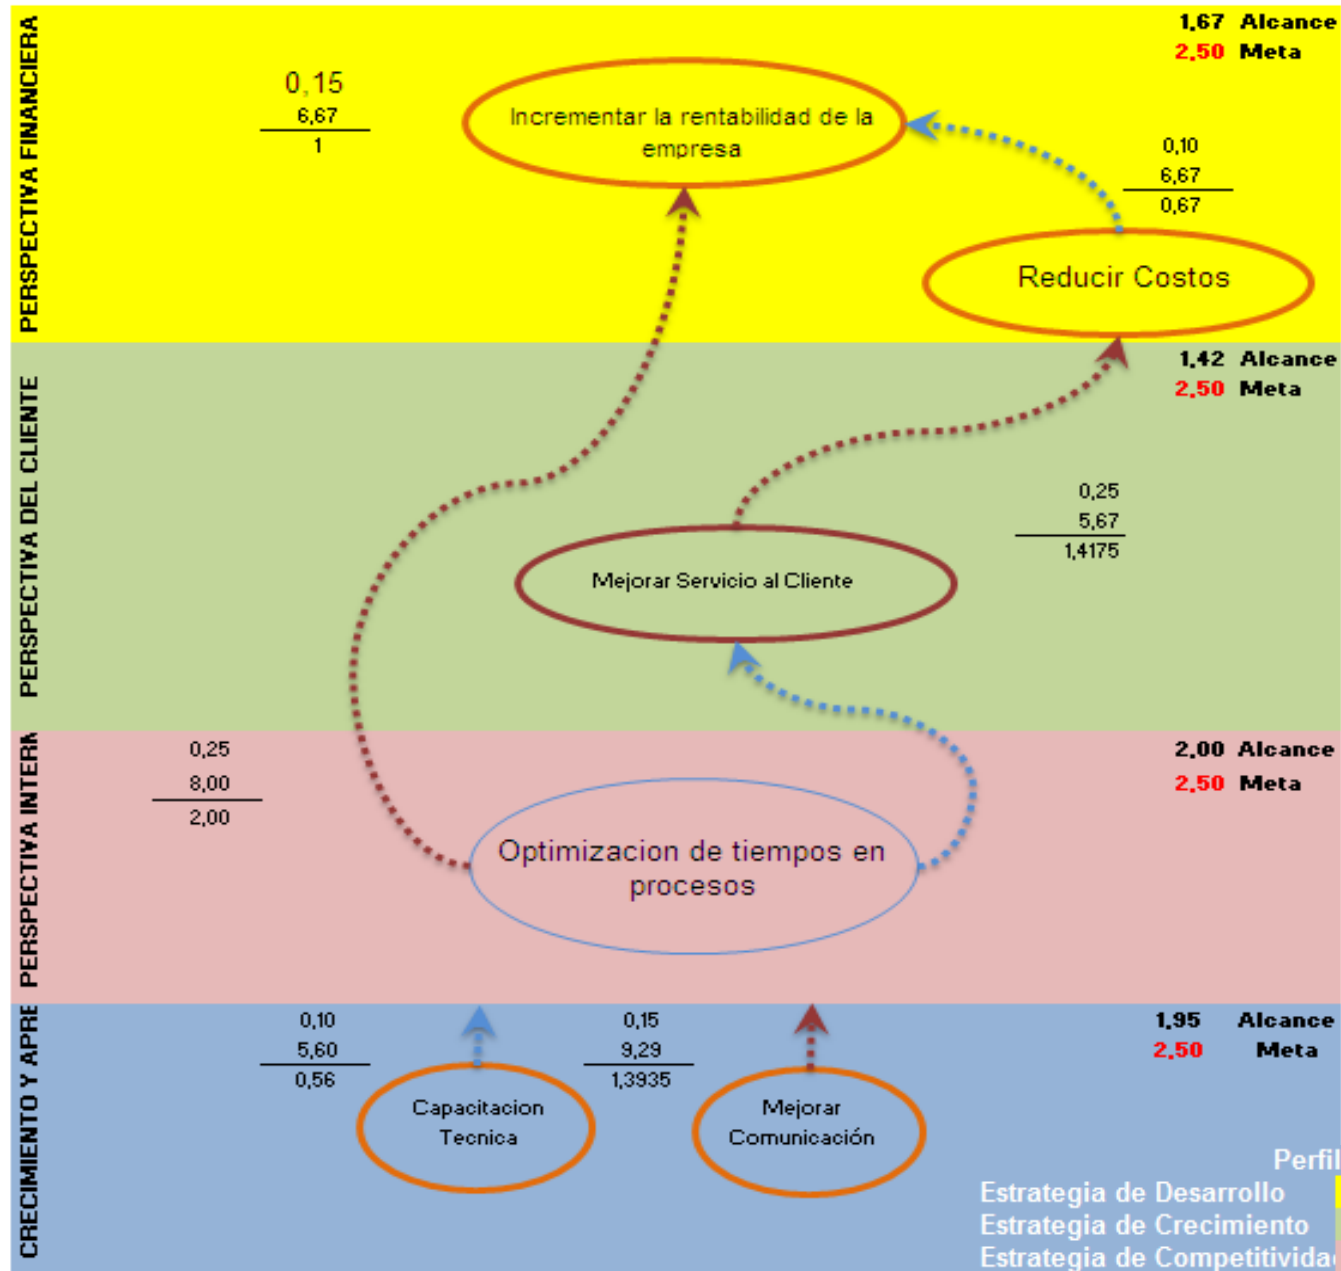 PERSPECTIVA FINANCIERA
1,67 Alcance
2,50 Meta
0,15
6,67
1
Incrementar la rentabilidad de la
empresa
0,10
6,67
0,67
Reducir Costos
PERSPECTIVA DEL CLIENTE
1,42 Alcance
2,50 Meta
0,25
5,67
1,4175
Mejorar Servicio al Cliente
PERSPECTIVA INTERN
0,25
8,00
2,00
2,00 Alcance
2,50 Meta
Optimizacion de tiempos en
procesos
CRECIMIENTO Y APRE
0,10
5,60
0,56
0,15
9,29
1,3935
1,95 Alcance
2,50 Meta
Capacitacion
Tecnica
Mejorar
Comunicación
Perfil
Estrategia de Desarrollo
Estrategia de Crecimiento
Estrategia de Competitividad